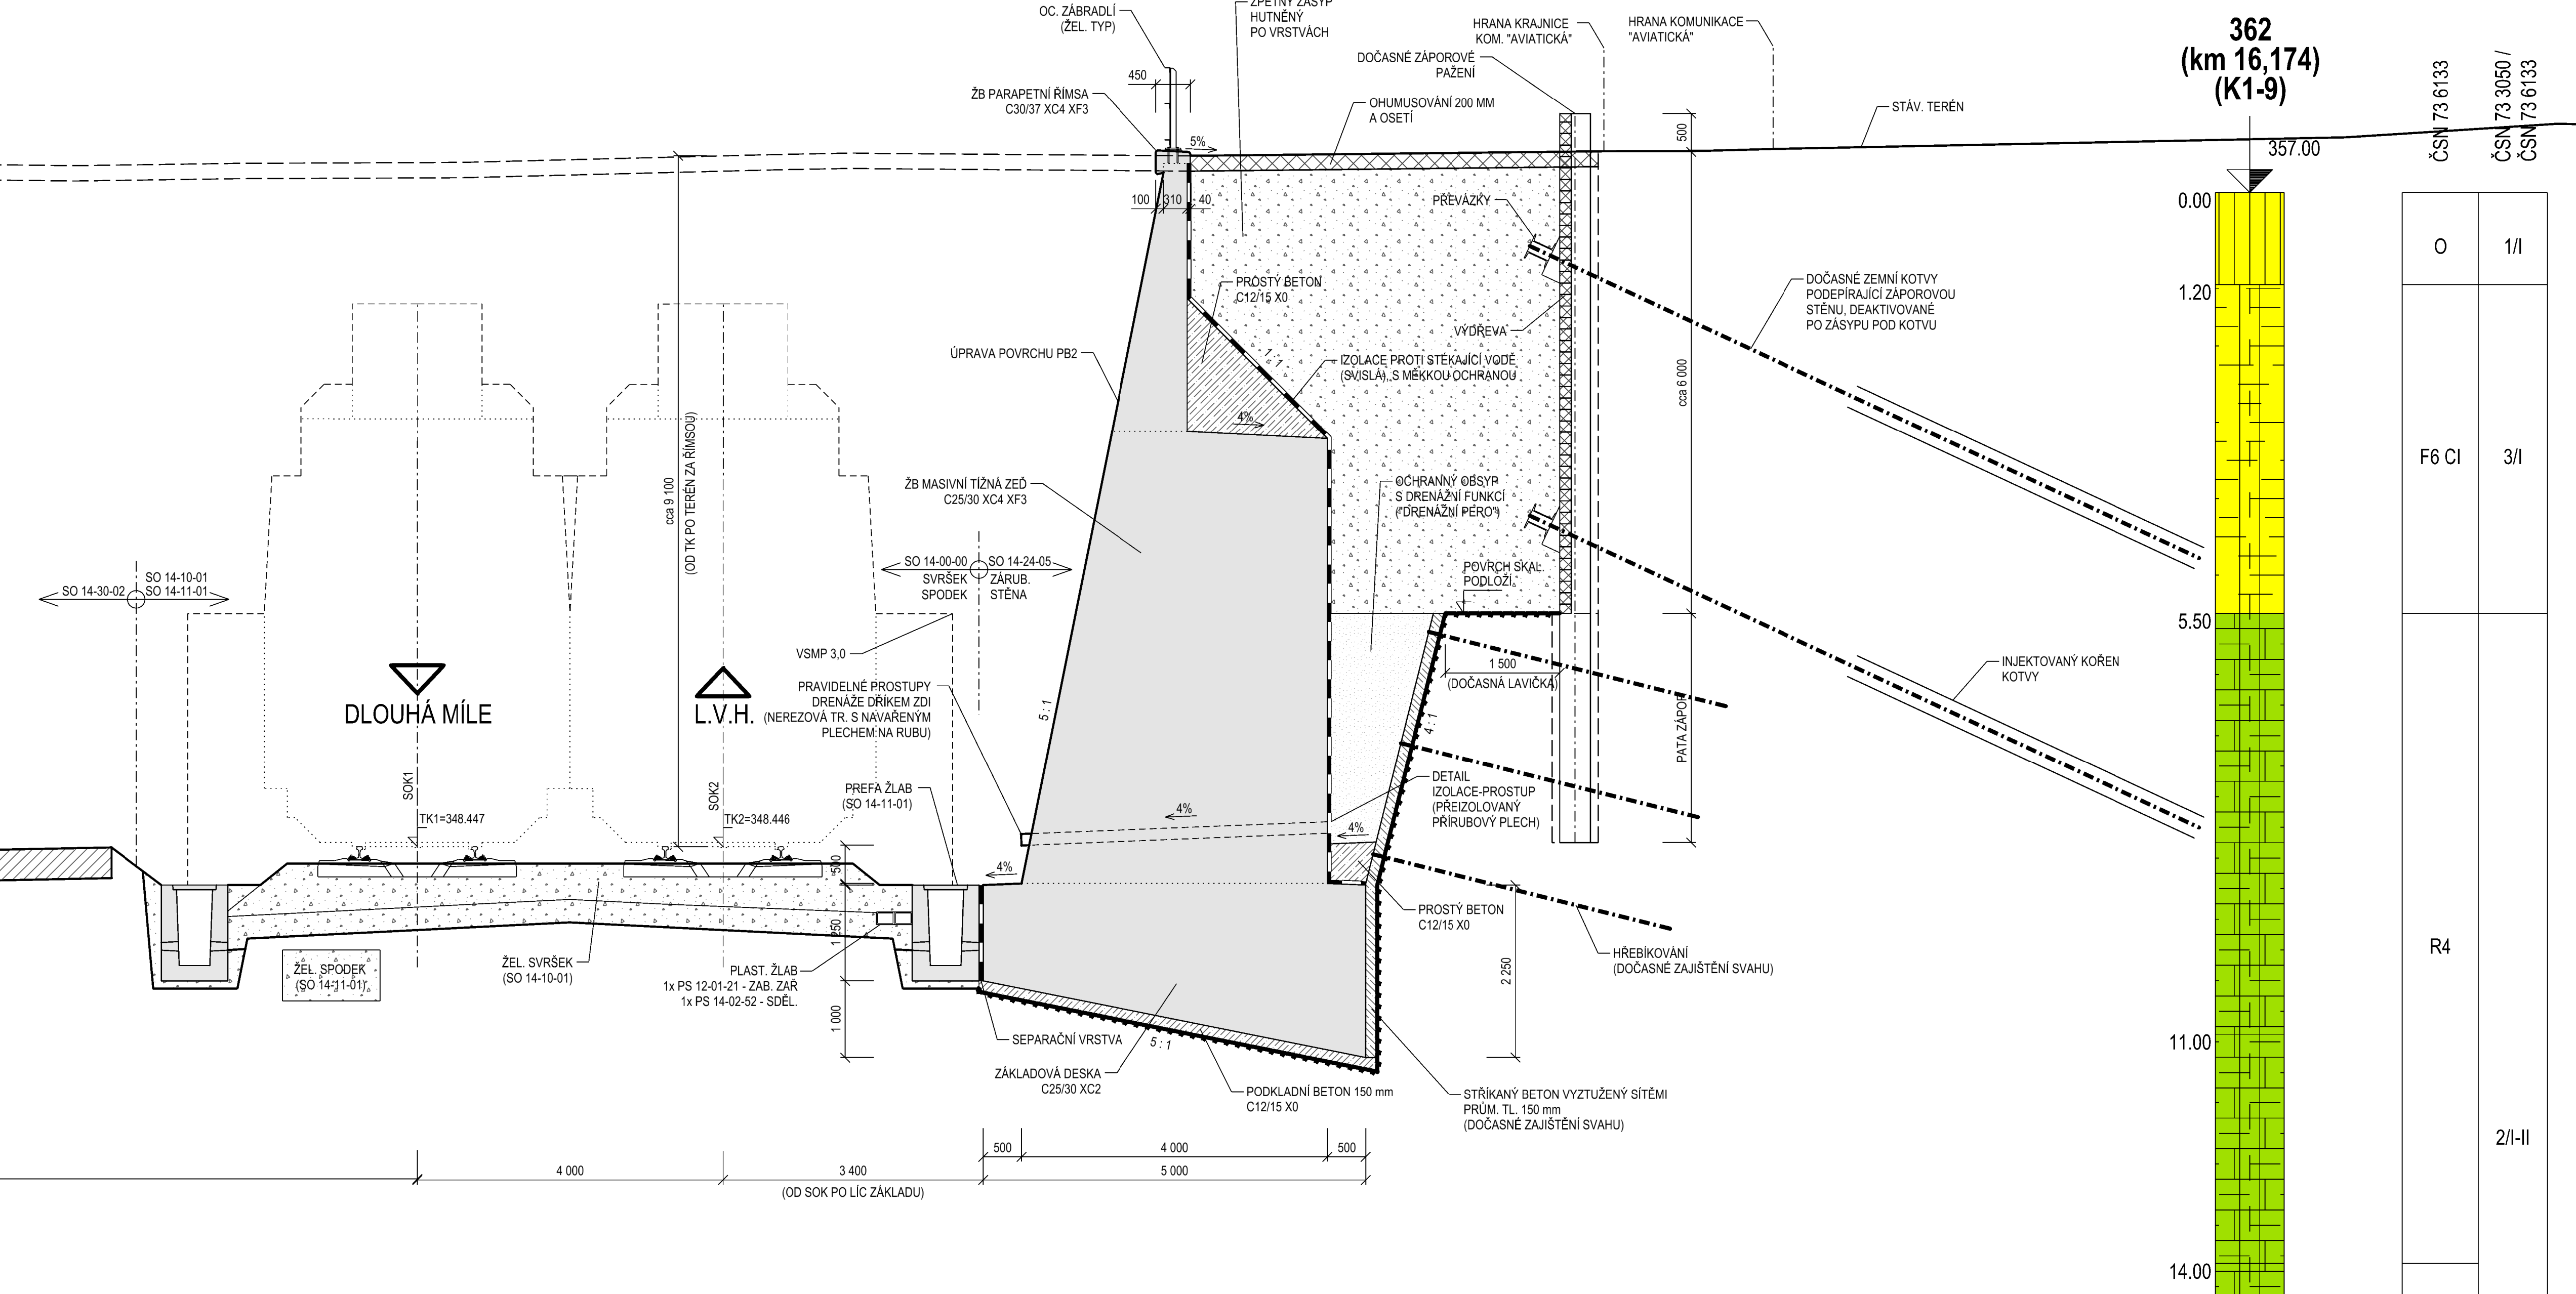 OC. ZÁBRADLÍ
(ŽEL. TYP)
ZPĚTNÝ ZÁSYP
HUTNĚNÝ
PO VRSTVÁCH
HRANA KRAJNICE
KOM. "AVIATICKÁ"
HRANA KOMUNIKACE
"AVIATICKÁ"
DOČASNÉ ZÁPOROVÉ
PAŽENÍ
362
(km 16,174)
(K1-9)
ČSN 73 6133
ČSN 73 3050 /
ČSN 73 6133
450
ŽB PARAPETNÍ ŘÍMSA
C30/37 XC4 XF3
OHUMUSOVÁNÍ 200 MM
A OSETÍ
STÁV. TERÉN
500
5%
357.00
100
310
40
PŘEVÁZKY
0.00
O
1/I
PROSTÝ BETON
C12/15 X0
DOČASNÉ ZEMNÍ KOTVY
PODEPÍRAJÍCÍ ZÁPOROVOU
STĚNU, DEAKTIVOVANÉ
PO ZÁSYPU POD KOTVU
1.20
VÝDŘEVA
ÚPRAVA POVRCHU PB2
1:1
IZOLACE PROTI STÉKAJÍCÍ VODĚ
(SVISLÁ), S MĚKKOU OCHRANOU
cca 6 000
4%
cca 9 100
(OD TK PO TERÉN ZA ŘÍMSOU)
ŽB MASIVNÍ TÍŽNÁ ZEĎ
C25/30 XC4 XF3
OCHRANNÝ OBSYP
S DRENÁŽNÍ FUNKCÍ
("DRENÁŽNÍ PERO")
F6 CI
3/I
SO 14-30-02
SO 14-10-01
SO 14-11-01
SO 14-00-00
SO 14-24-05
SVRŠEK
SPODEK
ZÁRUB.
STĚNA
POVRCH SKAL.
PODLOŽÍ
5.50
VSMP 3,0
1 500
(DOČASNÁ LAVIČKA)
INJEKTOVANÝ KOŘEN
KOTVY
DLOUHÁ MÍLE
L.V.H.
PRAVIDELNÉ PROSTUPY
DRENÁŽE DŘÍKEM ZDI
(NEREZOVÁ TR. S NAVAŘENÝM
PLECHEM NA RUBU)
5 : 1
4 : 1
PATA ZÁPOR
SOK1
SOK2
PREFA ŽLAB
(SO 14-11-01)
DETAIL
IZOLACE-PROSTUP
(PŘEIZOLOVANÝ
PŘÍRUBOVÝ PLECH)
TK1=348.447
TK2=348.446
4%
4%
500
4%
PROSTÝ BETON
C12/15 X0
1 250
R4
HŘEBÍKOVÁNÍ
(DOČASNÉ ZAJIŠTĚNÍ SVAHU)
ŽEL. SPODEK
(SO 14-11-01)
ŽEL. SVRŠEK
(SO 14-10-01)
PLAST. ŽLAB
1x PS 12-01-21 - ZAB. ZAŘ
1x PS 14-02-52 - SDĚL.
2 250
1 000
SEPARAČNÍ VRSTVA
5 : 1
11.00
ZÁKLADOVÁ DESKA
C25/30 XC2
PODKLADNÍ BETON 150 mm
C12/15 X0
STŘÍKANÝ BETON VYZTUŽENÝ SÍTĚMI
PRŮM. TL. 150 mm
(DOČASNÉ ZAJIŠTĚNÍ SVAHU)
2/I-II
500
4 000
500
4 000
3 400
5 000
(OD SOK PO LÍC ZÁKLADU)
14.00